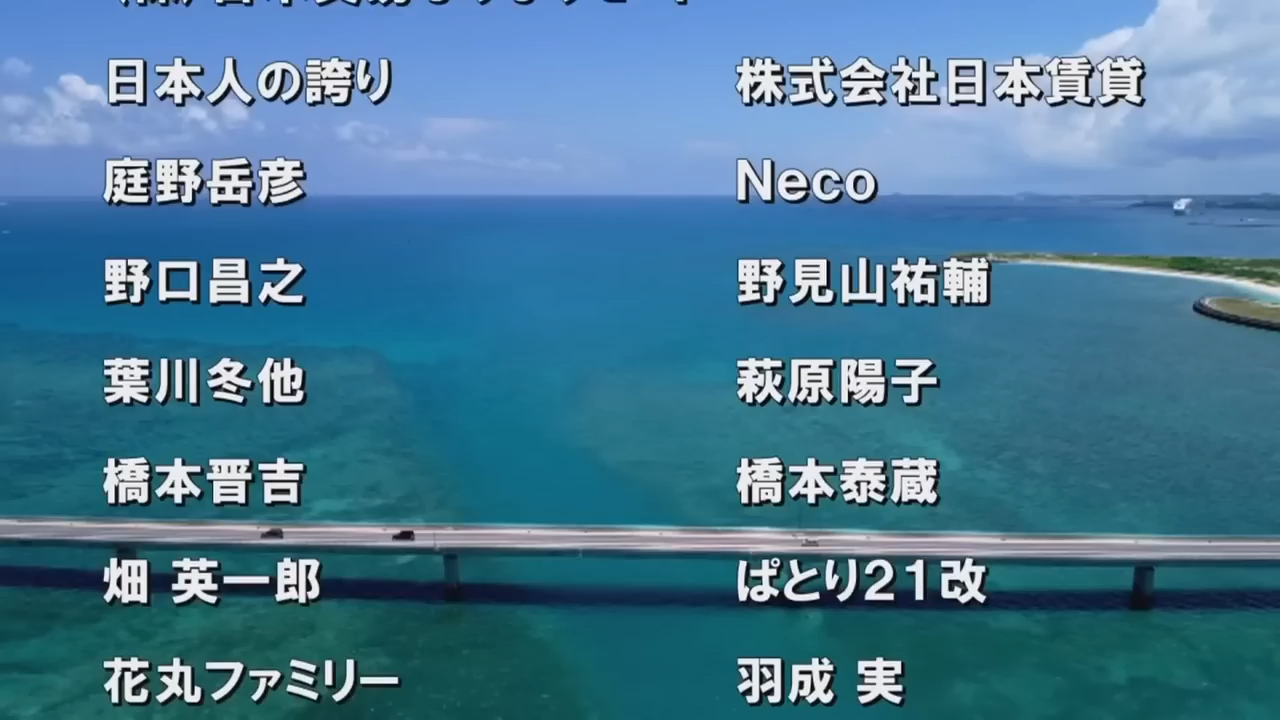 日本人の誇り
株式会社日本賃貸
庭野岳彦
Neco
野口昌之
野見山祐輔
葉川冬他
萩原陽子
橋本晋吉
橋本泰蔵
畑 英一郎
ぱとり21改
花丸ファミリー
羽成 実